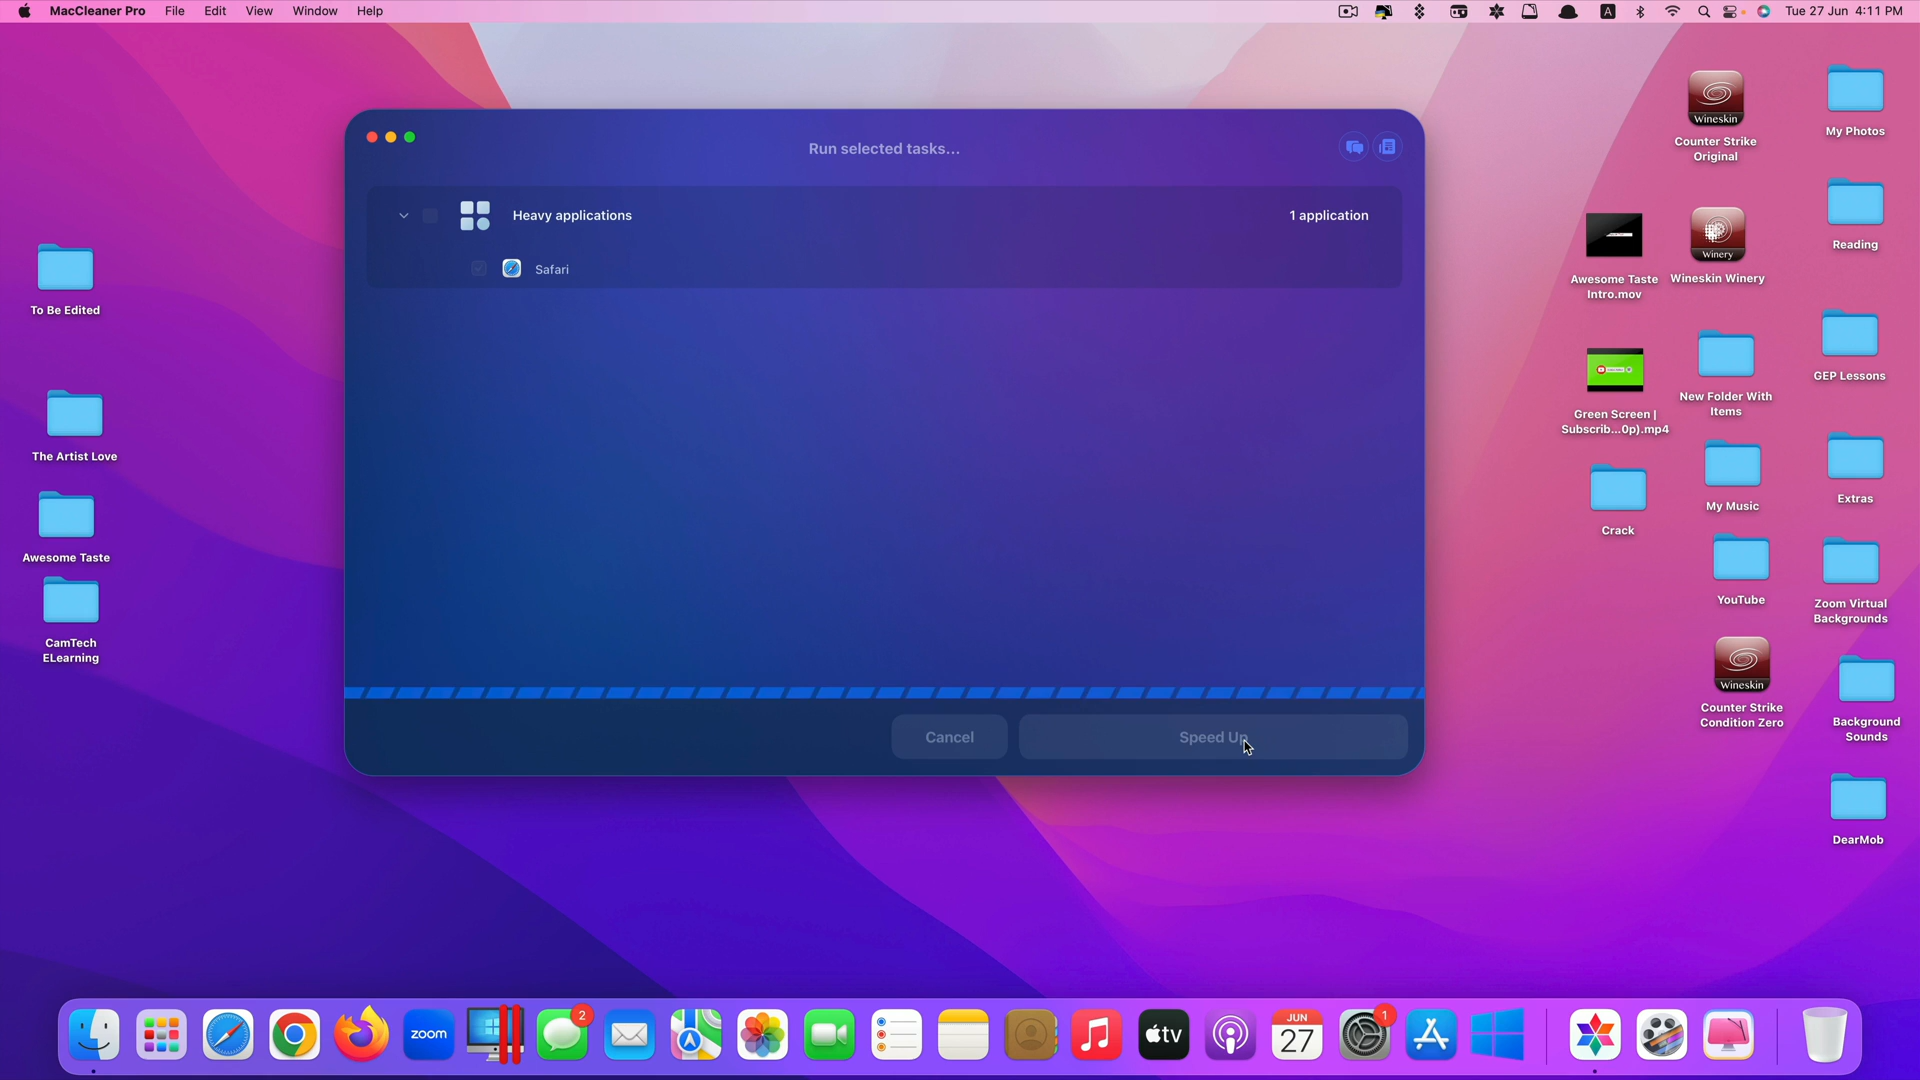 MacCleaner Pro File Edit View Window Help
A
Tue 27 Jun 4:11 PM
Run selected tasks...
Heavy applications
1 application
Safari
Cancel
Speed Up
To Be Edited
The Artist Love
Awesome Taste
CamTech
ELearning
Wineskin
Counter Strike
Original
My Photos
Awesome Taste
Intro.mov
Winery
Wineskin Winery
Reading
Green Screen |
Subscrib...0p).mp4
New Folder With
Items
GEP Lessons
Crack
My Music
Extras
YouTube
Zoom Virtual
Backgrounds
Wineskin
Counter Strike
Condition Zero
Background
Sounds
DearMob
zoom
2
tv
JUN
27
1